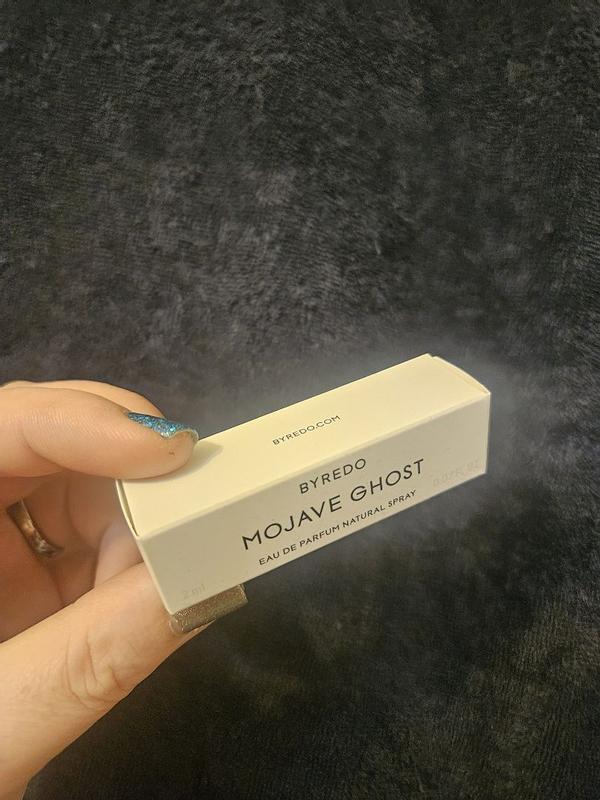 BYREDO.COM
BYREDO
MOJAVE GHOST
EAU DE PARFUM NATURAL SPRAY
2 ml
0.07 FL. OZ.